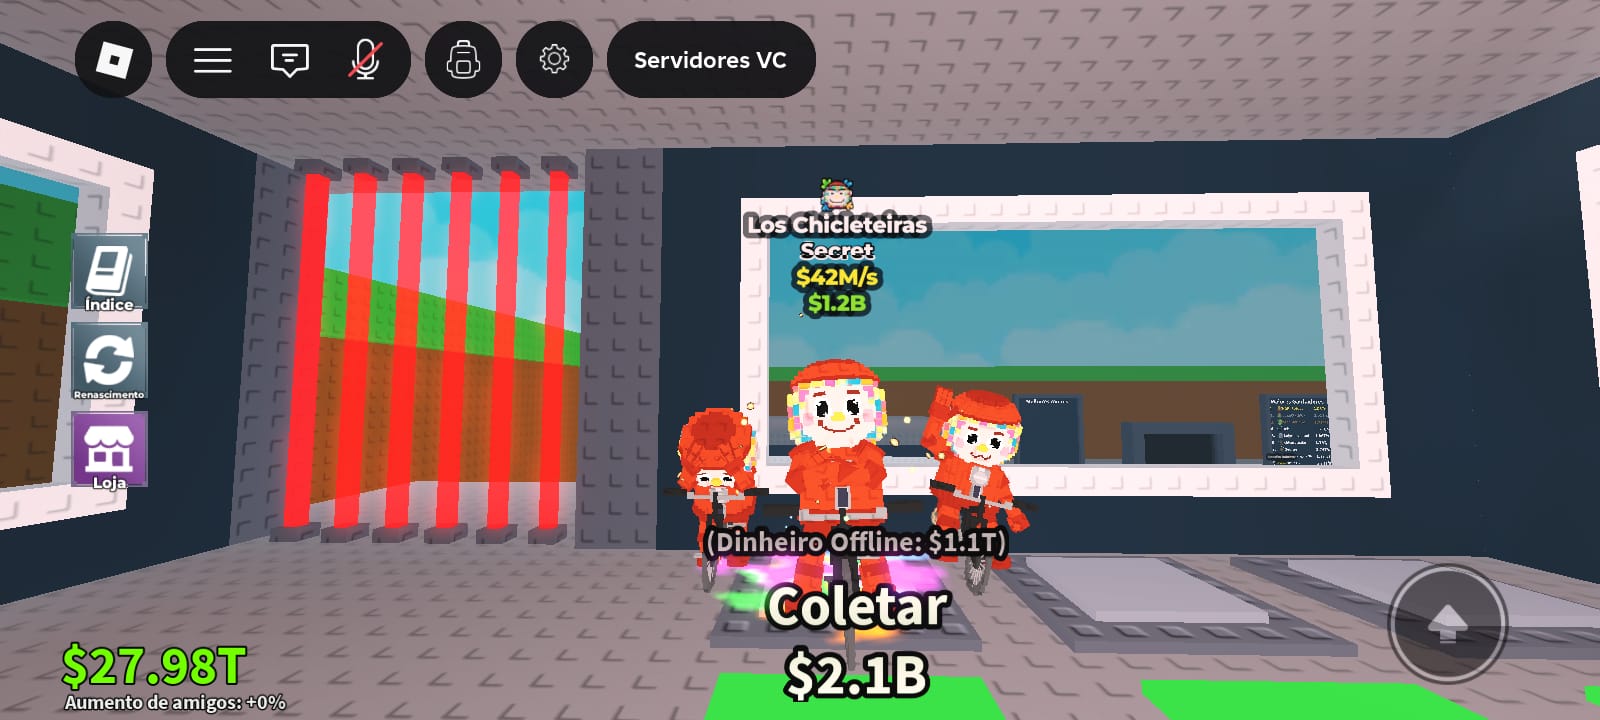 Servidores VC
Los Chicleteiras
Secret
$42M/s
$1.2B
Índice
Renascimento
Loja
(Dinheiro Offline: $1.1T)
Coletar
$2.1B
$27.98T
Aumento de amigos: +0%